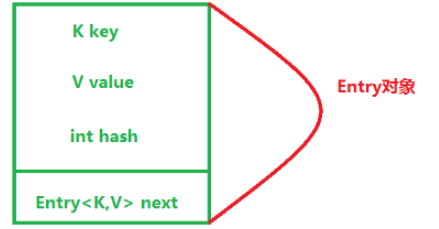 K key
V value
Entry对象
int hash
Entry<K,V> next